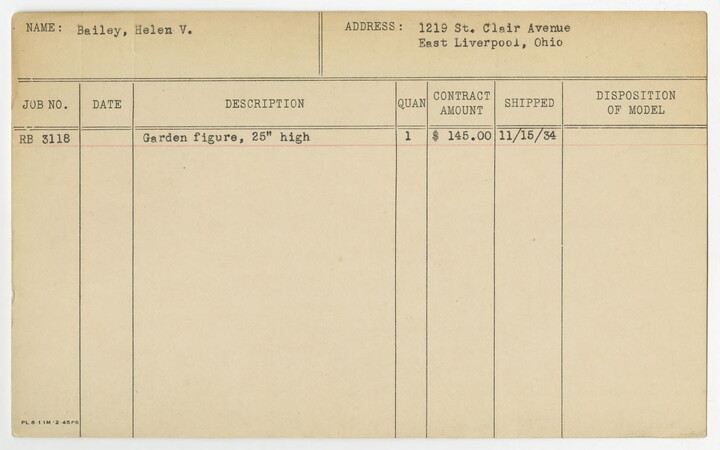 NAME: Bailey, Helen V.
ADDRESS: 1219 St. Clair Avenue
East Liverpool, Ohio
JOB NO. DATE DESCRIPTION QUAN CONTRACT AMOUNT SHIPPED DISPOSITION OF MODEL
RB 3118 Garden figure, 25" high 1 $ 145.00 11/15/34